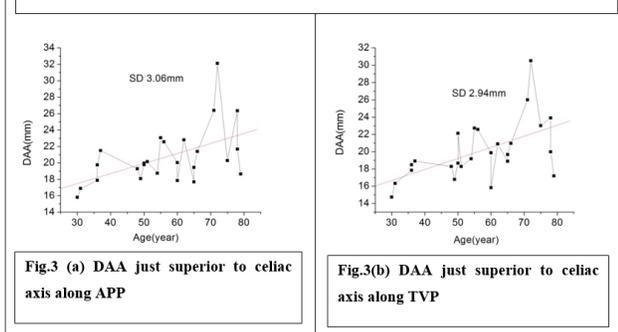 34
32
30
28
26
24
22
20
18
16
14
DAA(mm)
SD 3.06mm
30 40 50 60 70 80
Age(year)
Fig.3 (a) DAA just superior to celiac
axis along APP
32
30
28
26
24
22
20
18
16
14
DAA(mm)
SD 2.94mm
30 40 50 60 70 80
Age(year)
Fig.3(b) DAA just superior to celiac
axis along TVP